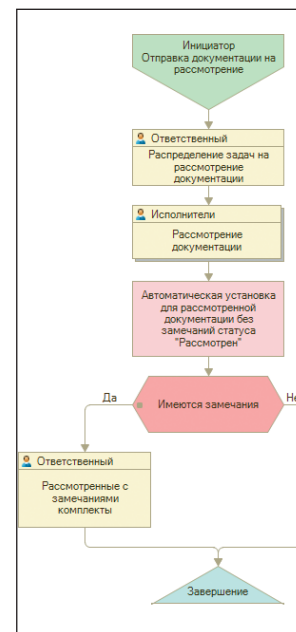 Инициатор
Отправка документации на
рассмотрение
Ответственный
Распределение задач на
рассмотрение
документации
Исполнители
Рассмотрение
документации
Автоматическая установка
для рассмотренной
документации без
замечаний статуса
"Рассмотрен"
Да
Имеются замечания
Не
Ответственный
Рассмотренные с
замечаниями
комплекты
Завершение